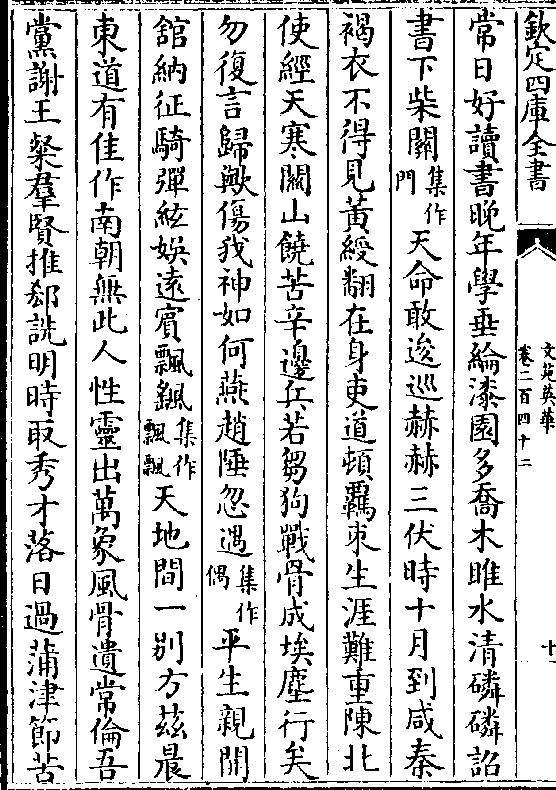 欽定四庫全書
文苑英華
卷二百四十二
十
常日好讀書晚年學垂綸漆園多喬木睢水清磷磷詔
書下柴關集作門天命敢逡巡赫赫三伏時十月到咸秦
褐衣不得見黃綬翻在身吏道頓羈束生涯難重陳北
使經天寒關山饒苦辛邊兵若芻狗戰骨成埃塵行矣
勿復言歸歟傷我神如何燕趙陲忽遇集作偶平生親開
舘納征騎彈絃娛遠賓飄颻集作飄飄天地間一别方兹晨
東道有佳作南朝無此人性靈出萬象風骨遺常倫吾
黨謝王粲羣賢推郄詵明時取秀才落日過蒲津節苦